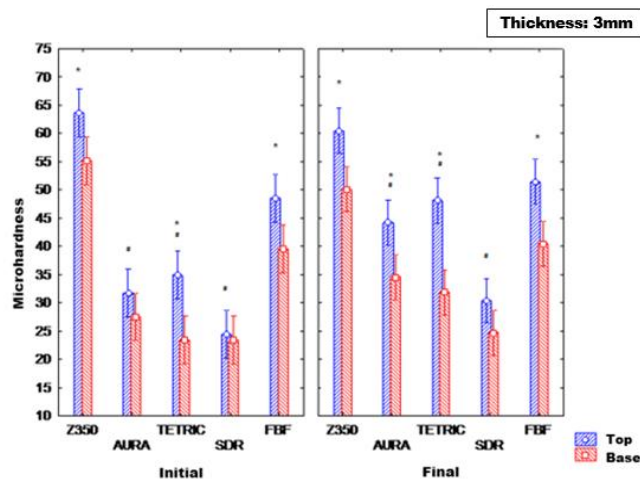 Thickness: 3mm
Microhardness
75
70
65
60
55
50
45
40
35
30
25
20
15
10
*
#
*
#
#
*
*
*
#
*
#
#
*
Z350
AURA
TETRIC
SDR
FBF
Z350
AURA
TETRIC
SDR
FBF
Initial
Final
Top
Base